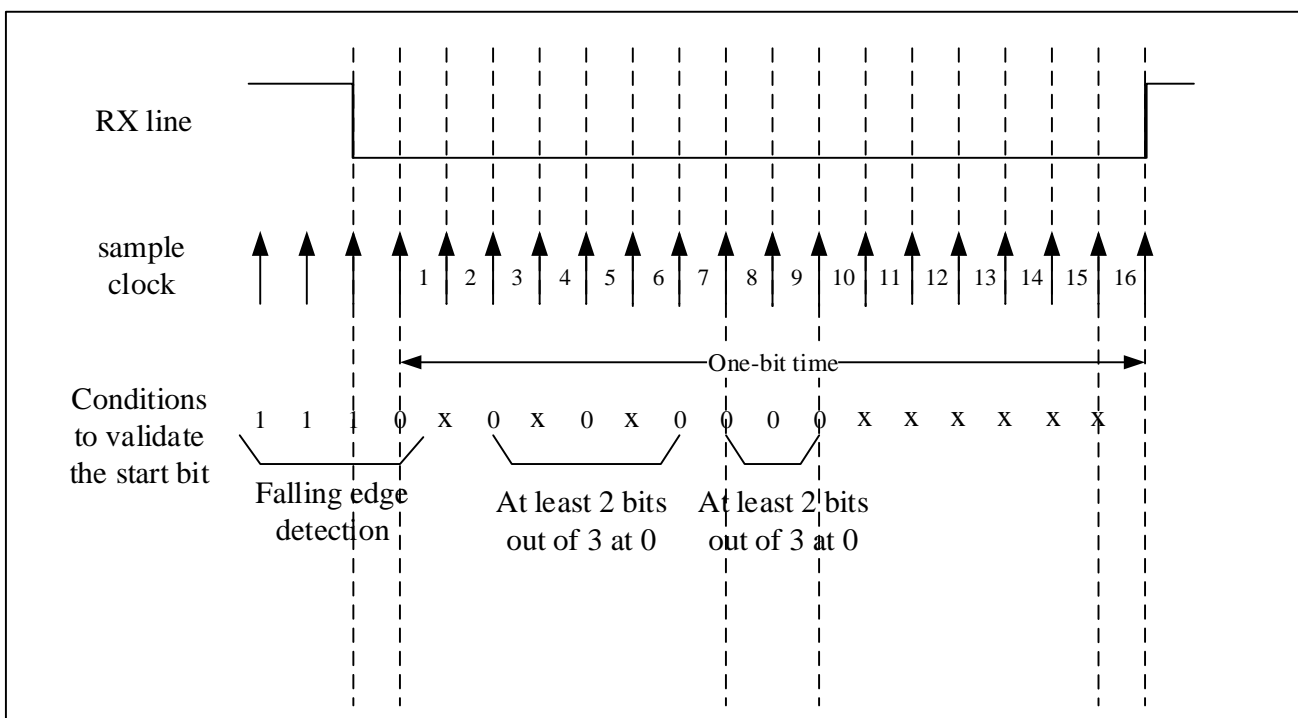 RX line
sample
clock
1 2 3 4 5 6 7 8 9 10 11 12 13 14 15 16
One-bit time
Conditions
to validate
the start bit
1 1 1 0 x 0 x 0 x 0 0 0 0 x x x x x x
Falling edge
detection
At least 2 bits
out of 3 at 0
At least 2 bits
out of 3 at 0